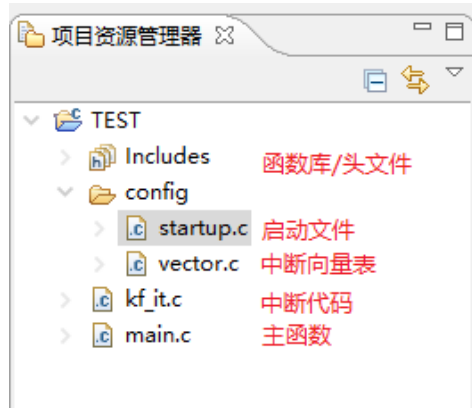 项目资源管理器
TEST
Includes 函数库/头文件
config
startup.c 启动文件
vector.c 中断向量表
kf_it.c 中断代码
main.c 主函数